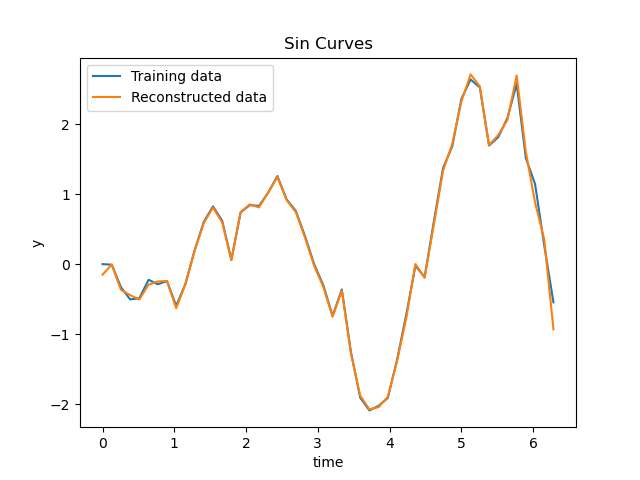 Sin Curves
Training data
Reconstructed data
2
1
0
−1
−2
y
0 1 2 3 4 5 6
time